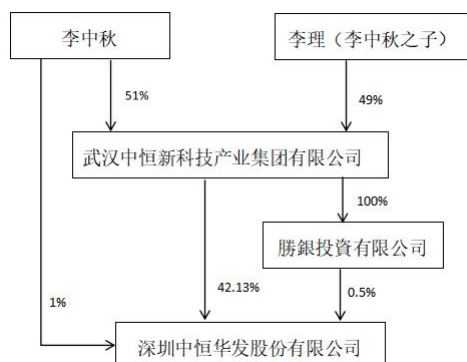 李中秋
李理（李中秋之子）
51%
49%
武汉中恒新科技产业集团有限公司
100%
勝銀投資有限公司
42.13%
0.5%
1%
深圳中恒华发股份有限公司